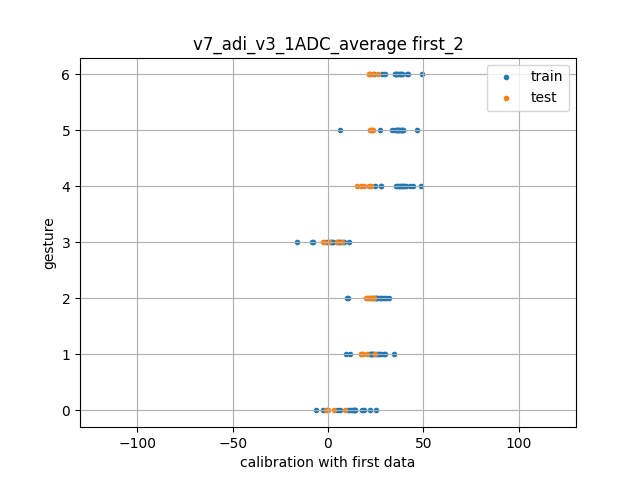 v7_adi_v3_1ADC_average first_2
train
test
gesture
6
5
4
3
2
1
0
−100
−50
0
50
100
calibration with first data